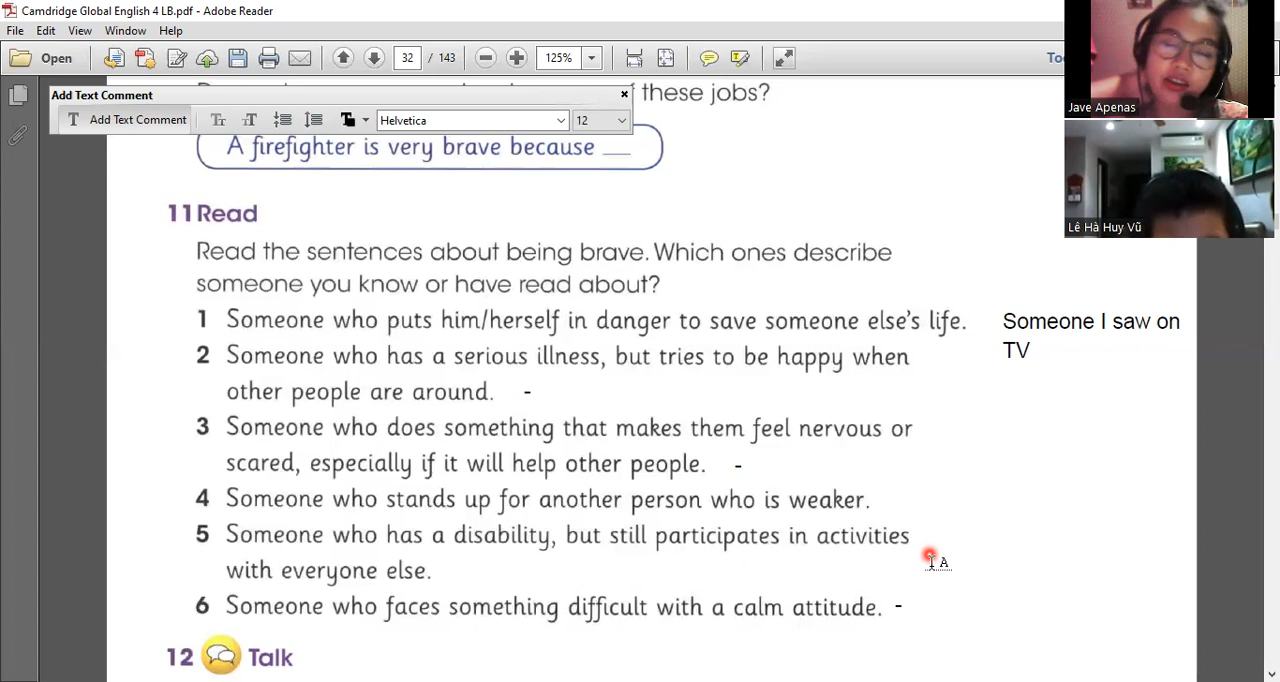 Camdridge Global English 4 LB.pdf - Adobe Reader
File Edit View Window Help
Open 32 / 143 125%
Add Text Comment
these jobs?
Add Text Comment Helvetica 12
A firefighter is very brave because ___
11 Read
Read the sentences about being brave. Which ones describe
someone you know or have read about?
1 Someone who puts him/herself in danger to save someone else's life.
Someone I saw on
TV
2 Someone who has a serious illness, but tries to be happy when
other people are around. -
3 Someone who does something that makes them feel nervous or
scared, especially if it will help other people. -
4 Someone who stands up for another person who is weaker.
5 Someone who has a disability, but still participates in activities
with everyone else.
6 Someone who faces something difficult with a calm attitude. -
12 Talk
Jave Apenas
Lê Hà Huy Vũ